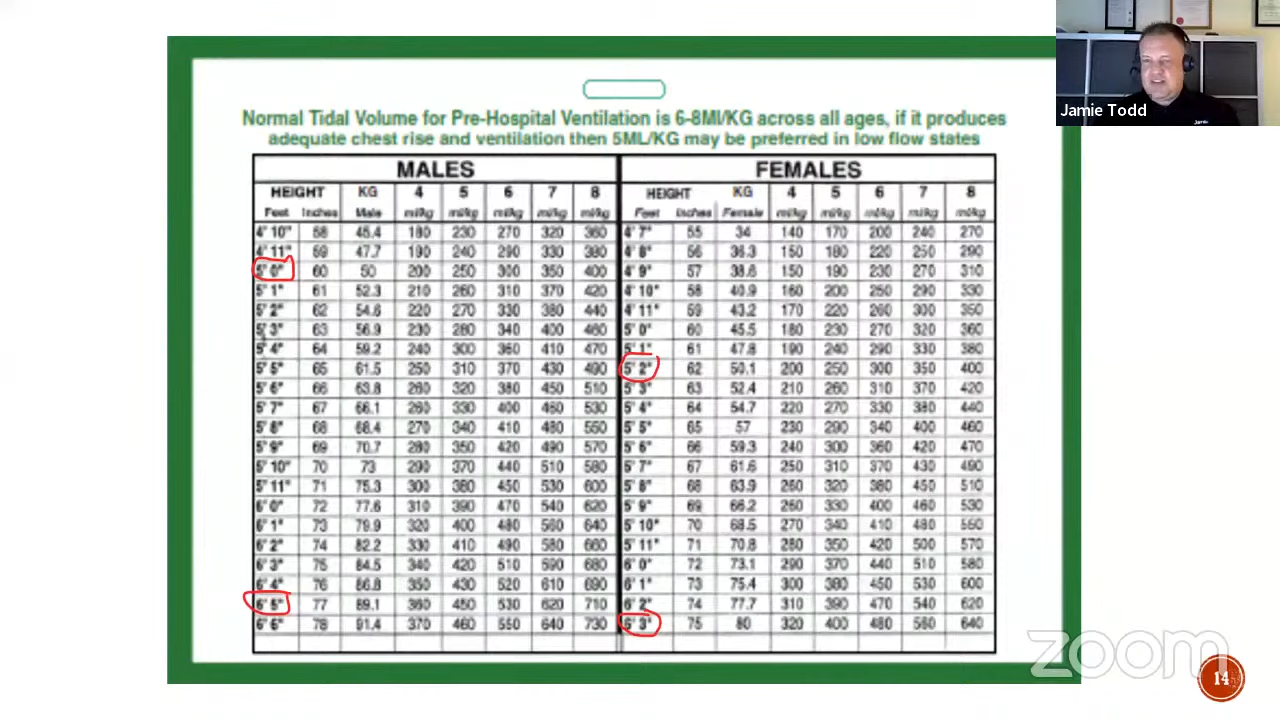 Jamie Todd
Normal Tidal Volume for Pre-Hospital Ventilation is 6-8Ml/KG across all ages, if it produces
adequate chest rise and ventilation then 5ML/KG may be preferred in low flow states
MALES FEMALES
HEIGHT KG 4 5 6 7 8 HEIGHT KG 4 5 6 7 8
Feet Inches Male ml/kg ml/kg ml/kg ml/kg ml/kg Feet Inches Female ml/kg ml/kg ml/kg ml/kg ml/kg
4' 10" 58 45.4 180 230 270 320 360 4' 7" 55 34 140 170 200 240 270
4' 11" 59 47.7 190 240 290 330 380 4' 8" 56 36.3 150 180 220 250 290
5' 0" 60 50 200 250 300 350 400 4' 9" 57 38.6 150 190 230 270 310
5' 1" 61 52.3 210 260 310 370 420 4' 10" 58 40.9 160 200 250 290 330
5' 2" 62 54.6 220 270 330 380 440 4' 11" 59 43.2 170 220 260 300 350
5' 3" 63 56.9 230 280 340 400 460 5' 0" 60 45.5 180 230 270 320 360
5' 4" 64 59.2 240 300 360 410 470 5' 1" 61 47.8 190 240 290 330 380
5' 5" 65 61.5 250 310 370 430 490 5' 2" 62 50.1 200 250 300 350 400
5' 6" 66 63.8 260 320 380 450 510 5' 3" 63 52.4 210 260 310 370 420
5' 7" 67 66.1 260 330 400 460 530 5' 4" 64 54.7 220 270 330 380 440
5' 8" 68 68.4 270 340 410 480 550 5' 5" 65 57 230 290 340 400 460
5' 9" 69 70.7 280 350 420 490 570 5' 6" 66 59.3 240 300 360 420 470
5' 10" 70 73 290 370 440 510 580 5' 7" 67 61.6 250 310 370 430 490
5' 11" 71 75.3 300 380 450 530 600 5' 8" 68 63.9 260 320 380 450 510
6' 0" 72 77.6 310 390 470 540 620 5' 9" 69 66.2 260 330 400 460 530
6' 1" 73 79.9 320 400 480 560 640 5' 10" 70 68.5 270 340 410 480 550
6' 2" 74 82.2 330 410 490 580 660 5' 11" 71 70.8 280 350 420 500 570
6' 3" 75 84.5 340 420 510 590 680 6' 0" 72 73.1 290 370 440 510 580
6' 4" 76 86.8 350 430 520 610 690 6' 1" 73 75.4 300 380 450 530 600
6' 5" 77 89.1 360 450 530 620 710 6' 2" 74 77.7 310 390 470 540 620
6' 6" 78 91.4 370 460 550 640 730 6' 3" 75 80 320 400 480 560 640
zoom
14